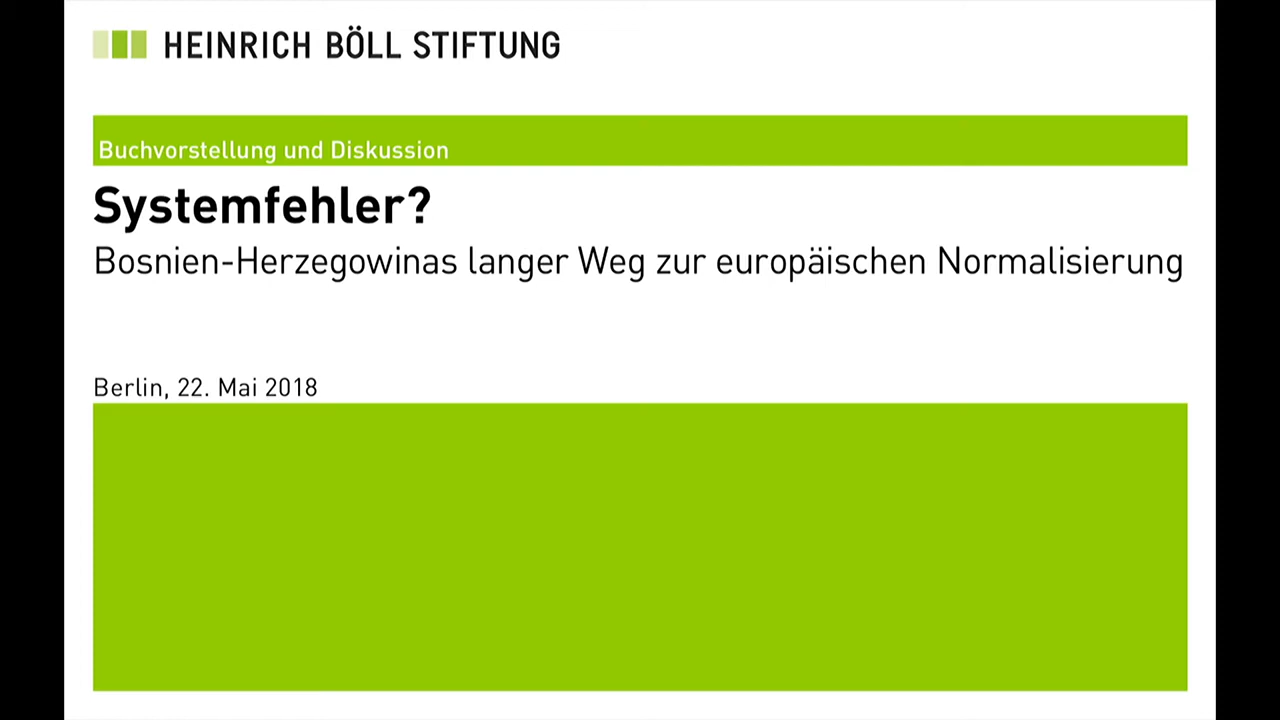 HEINRICH BÖLL STIFTUNG
Buchvorstellung und Diskussion
Systemfehler?
Bosnien-Herzegowinas langer Weg zur europäischen Normalisierung
Berlin, 22. Mai 2018